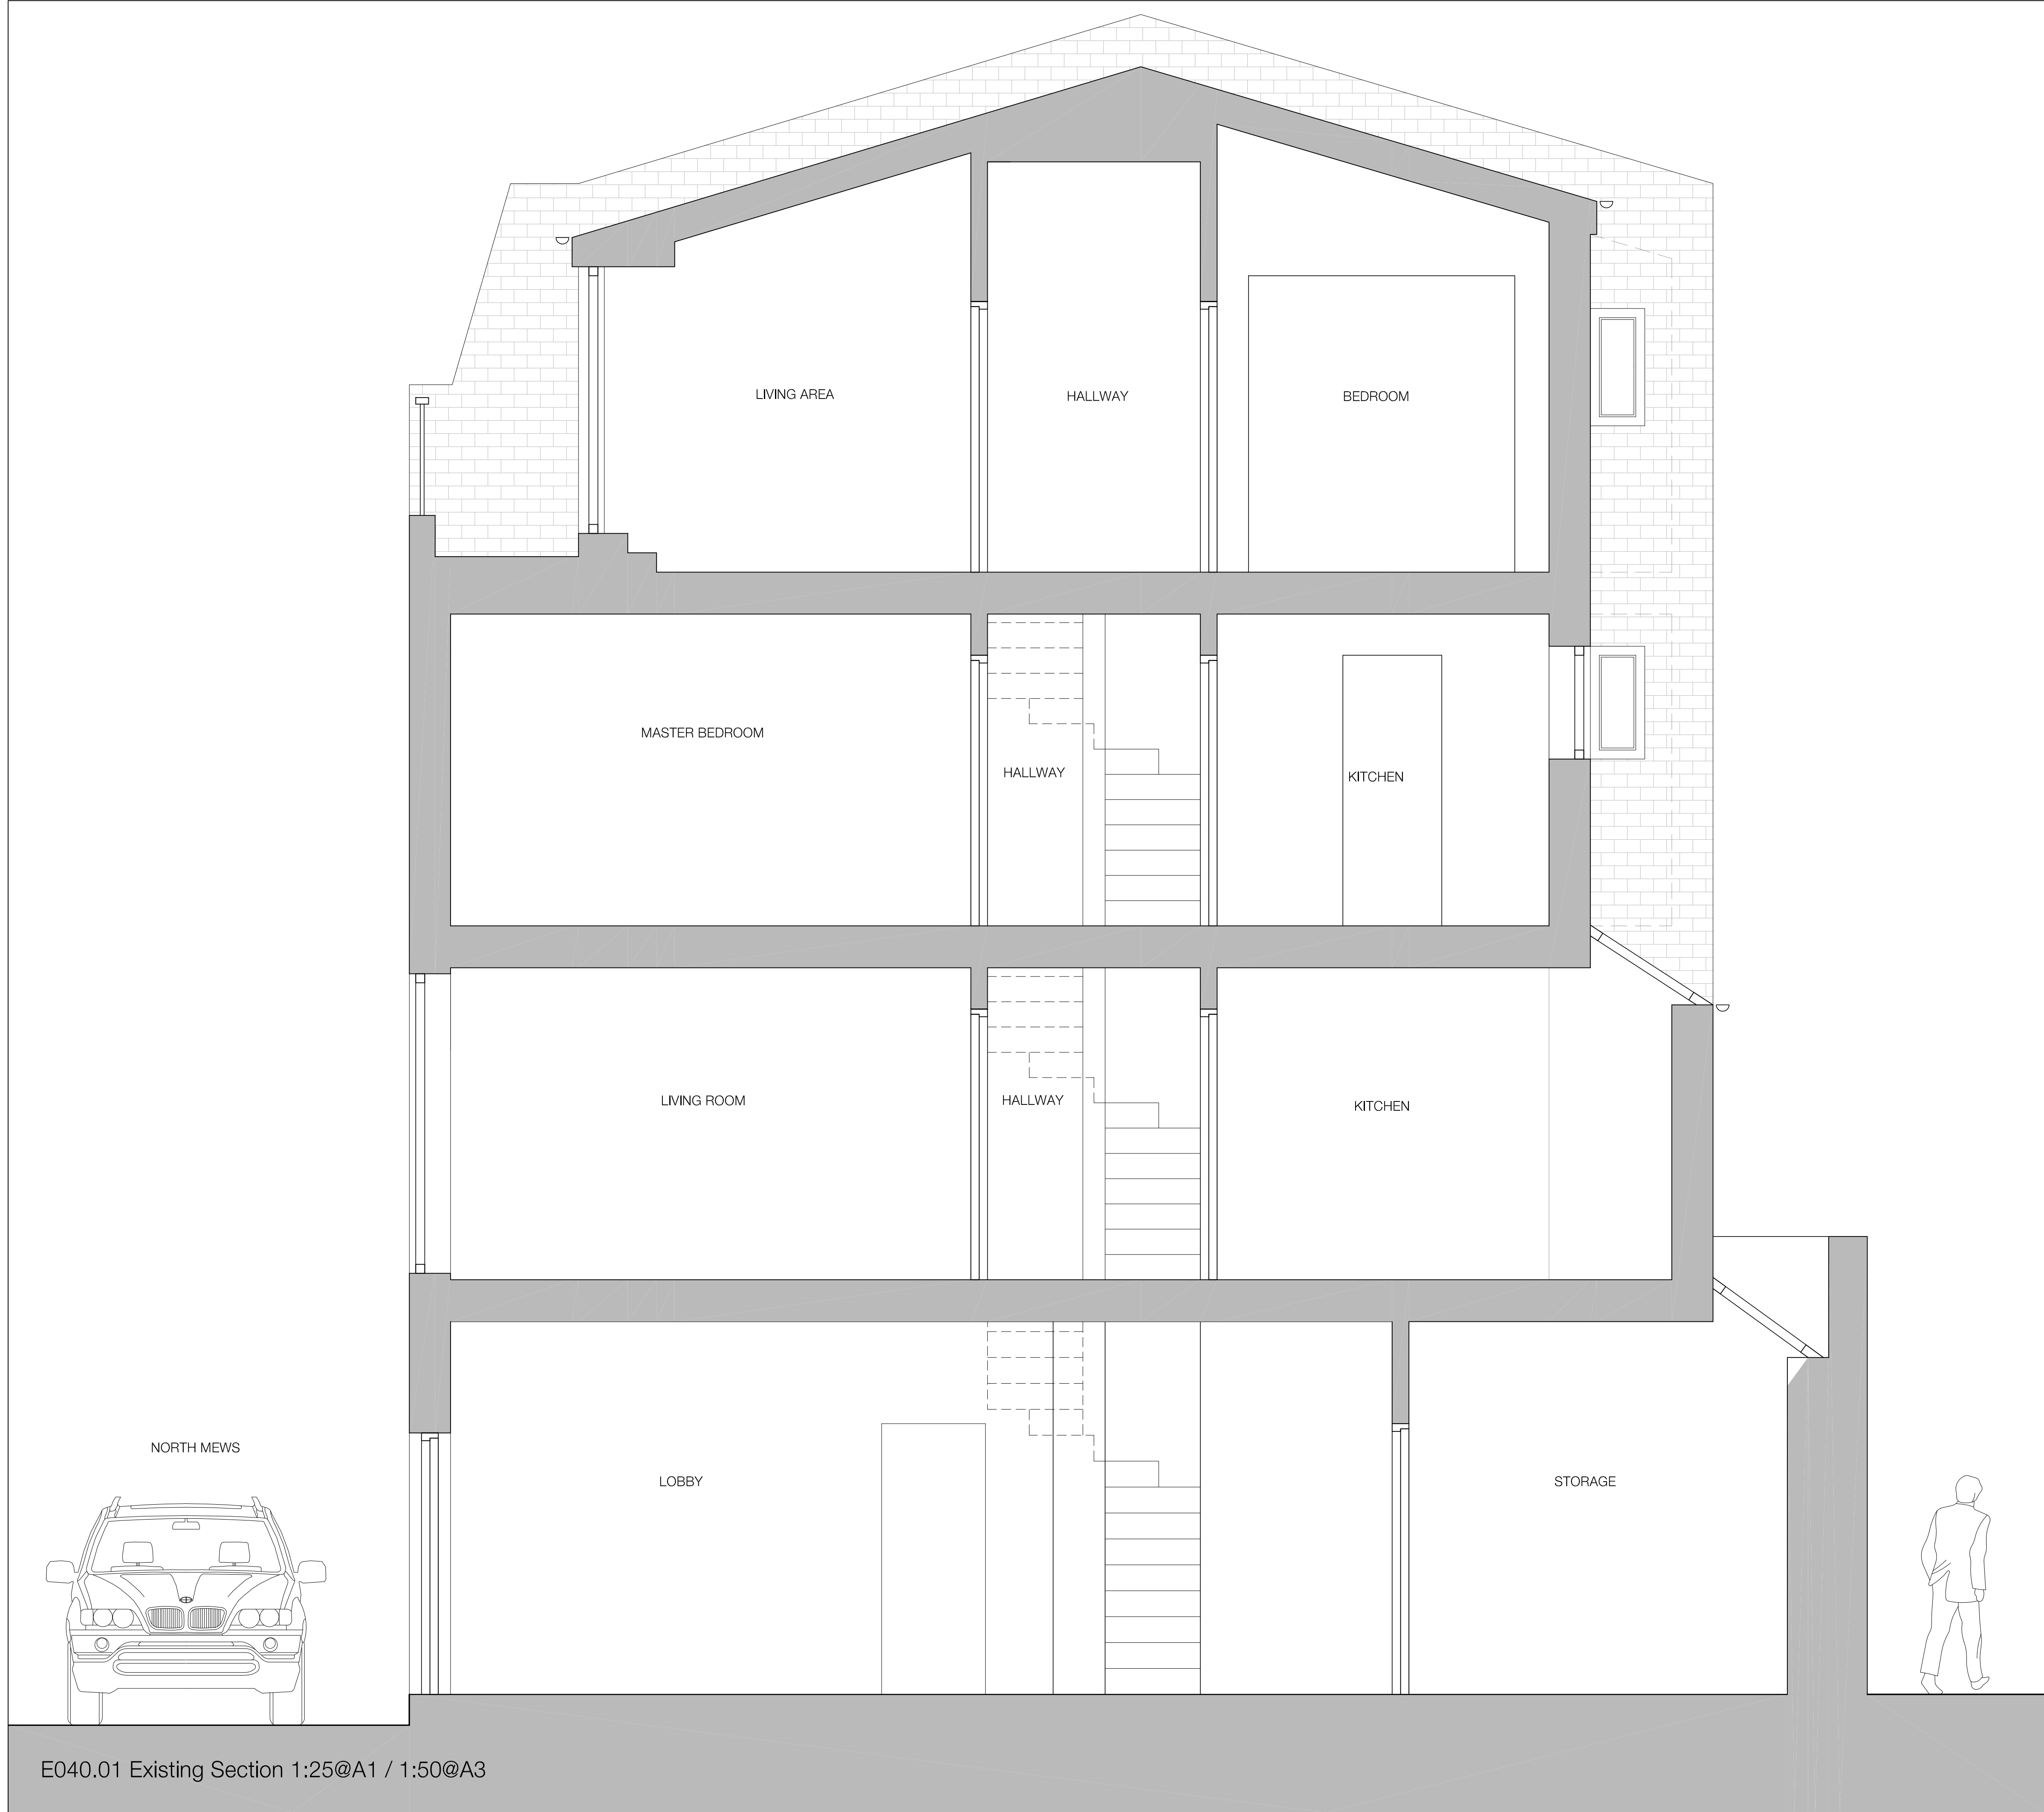 LIVING AREA
HALLWAY
BEDROOM
MASTER BEDROOM
HALLWAY
KITCHEN
LIVING ROOM
HALLWAY
KITCHEN
NORTH MEWS
LOBBY
STORAGE
E040.01 Existing Section 1:25@A1 / 1:50@A3